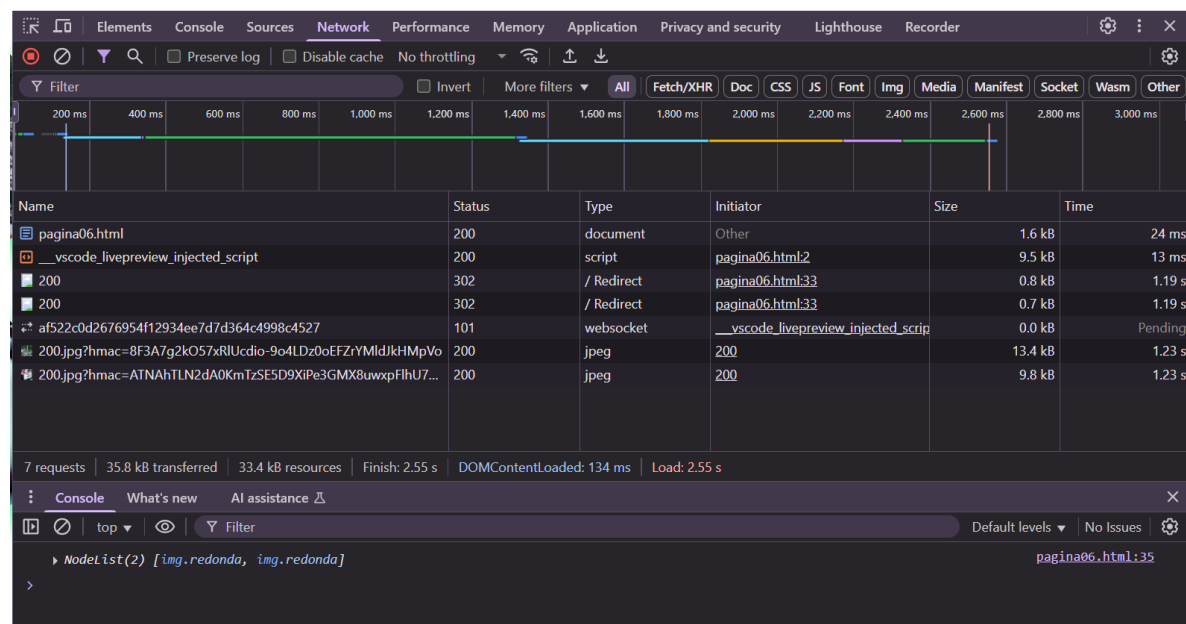 Elements Console Sources Network Performance Memory Application Privacy and security Lighthouse Recorder
Preserve log Disable cache No throttling
Filter Invert More filters All Fetch/XHR Doc CSS JS Font Img Media Manifest Socket Wasm Other
200 ms 400 ms 600 ms 800 ms 1,000 ms 1,200 ms 1,400 ms 1,600 ms 1,800 ms 2,000 ms 2,200 ms 2,400 ms 2,600 ms 2,800 ms 3,000 ms
Name Status Type Initiator Size Time
pagina06.html 200 document Other 1.6 kB 24 ms
__vscode_livepreview_injected_script 200 script pagina06.html:2 9.5 kB 13 ms
200 302 / Redirect pagina06.html:33 0.8 kB 1.19 s
200 302 / Redirect pagina06.html:33 0.7 kB 1.19 s
af522c0d2676954f12934ee7d7d364c4998c4527 101 websocket __vscode_livepreview_injected_scrip 0.0 kB Pending
200.jpg?hmac=8F3A7g2kO57xRlUcdio-9o4LDz0oEFZrYMldJkHMpVo 200 jpeg 200 13.4 kB 1.23 s
200.jpg?hmac=ATNAhTLN2dA0KmTzSE5D9XiPe3GMX8uwxpFlhU7... 200 jpeg 200 9.8 kB 1.23 s
7 requests 35.8 kB transferred 33.4 kB resources Finish: 2.55 s DOMContentLoaded: 134 ms Load: 2.55 s
Console What's new AI assistance
top Filter Default levels No Issues
NodeList(2) [img.redonda, img.redonda] pagina06.html:35